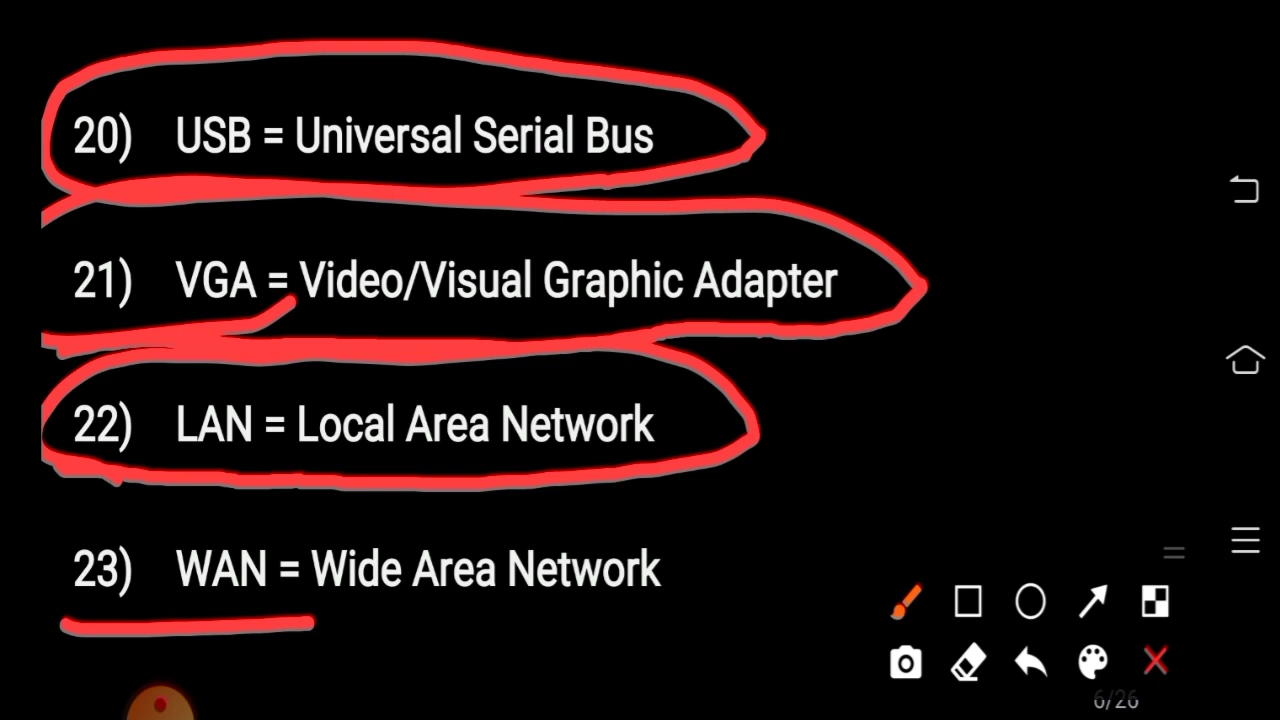 20) USB = Universal Serial Bus
21) VGA = Video/Visual Graphic Adapter
22) LAN = Local Area Network
23) WAN = Wide Area Network
6/26